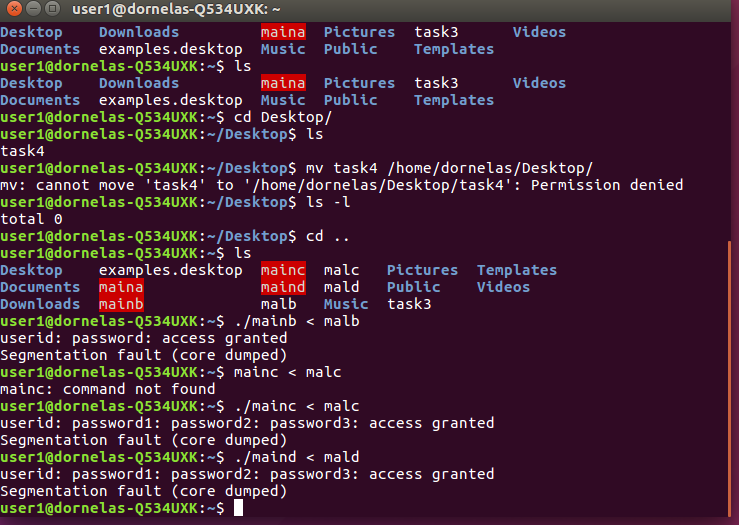 user1@dornelas-Q534UXK: ~
Desktop Downloads maina Pictures task3 Videos
Documents examples.desktop Music Public Templates
user1@dornelas-Q534UXK:~$ ls
Desktop Downloads maina Pictures task3 Videos
Documents examples.desktop Music Public Templates
user1@dornelas-Q534UXK:~$ cd Desktop/
user1@dornelas-Q534UXK:~/Desktop$ ls
task4
user1@dornelas-Q534UXK:~/Desktop$ mv task4 /home/dornelas/Desktop/
mv: cannot move 'task4' to '/home/dornelas/Desktop/task4': Permission denied
user1@dornelas-Q534UXK:~/Desktop$ ls -l
total 0
user1@dornelas-Q534UXK:~/Desktop$ cd ..
user1@dornelas-Q534UXK:~$ ls
Desktop examples.desktop mainc malc Pictures Templates
Documents maina maind mald Public Videos
Downloads mainb malb Music task3
user1@dornelas-Q534UXK:~$ ./mainb < malb
userid: password: access granted
Segmentation fault (core dumped)
user1@dornelas-Q534UXK:~$ mainc < malc
mainc: command not found
user1@dornelas-Q534UXK:~$ ./mainc < malc
userid: password1: password2: password3: access granted
Segmentation fault (core dumped)
user1@dornelas-Q534UXK:~$ ./maind < mald
userid: password1: password2: password3: access granted
Segmentation fault (core dumped)
user1@dornelas-Q534UXK:~$